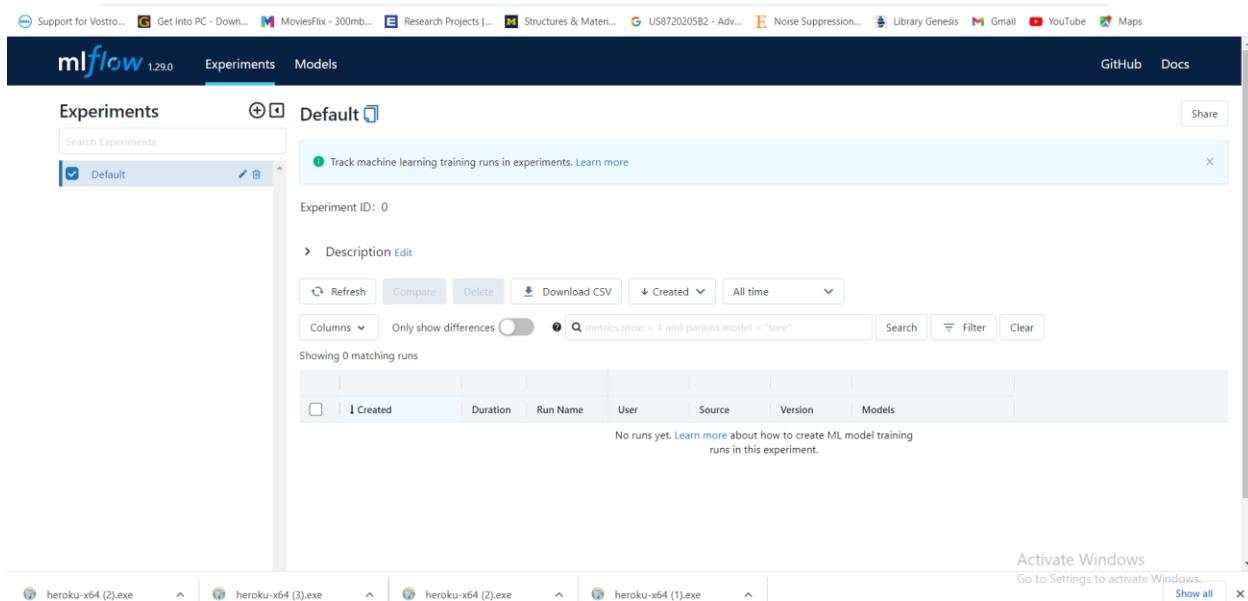 Support for Vostro... Get Into PC - Down... MoviesFlix - 300mb... Research Projects |... Structures & Materi... US8720205B2 - Adv... Noise Suppression... Library Genesis Gmail YouTube Maps
mlflow 1.29.0 Experiments Models GitHub Docs
Experiments
Search Experiments
Default
Default
Share
Track machine learning training runs in experiments. Learn more
Experiment ID: 0
Description Edit
Refresh Compare Delete Download CSV Created All time
Columns Only show differences metrics.rmse < 1 and params.model = "tree" Search Filter Clear
Showing 0 matching runs
Created Duration Run Name User Source Version Models
No runs yet. Learn more about how to create ML model training
runs in this experiment.
Activate Windows
Go to Settings to activate Windows.
heroku-x64 (2).exe heroku-x64 (3).exe heroku-x64 (2).exe heroku-x64 (1).exe Show all